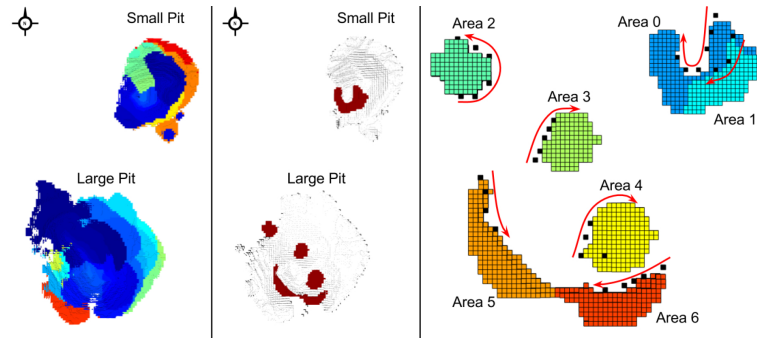 N
Small Pit
Large Pit
N
Small Pit
Large Pit
Area 2
Area 0
Area 1
Area 3
Area 4
Area 5
Area 6